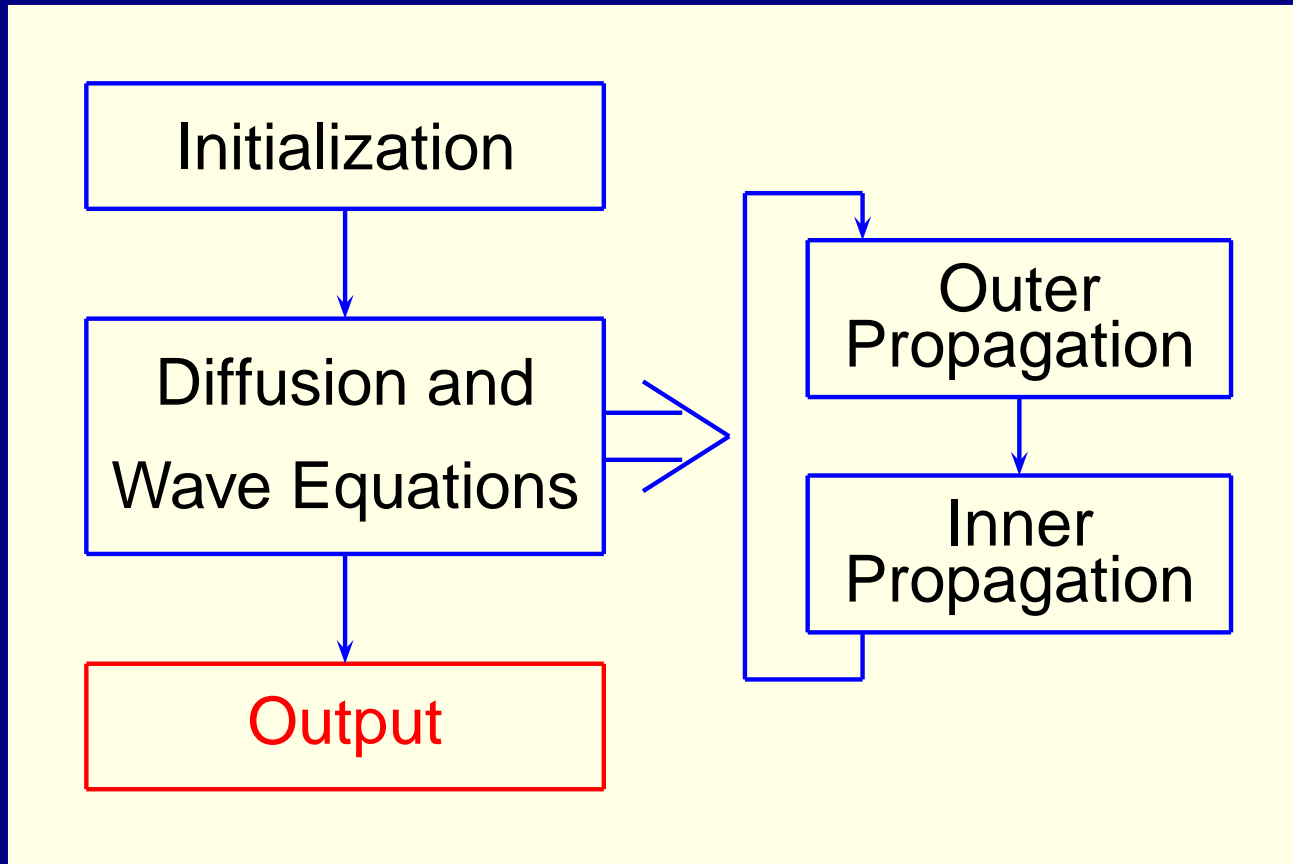 Initialization
Diffusion and
Wave Equations
Output
Outer
Propagation
Inner
Propagation